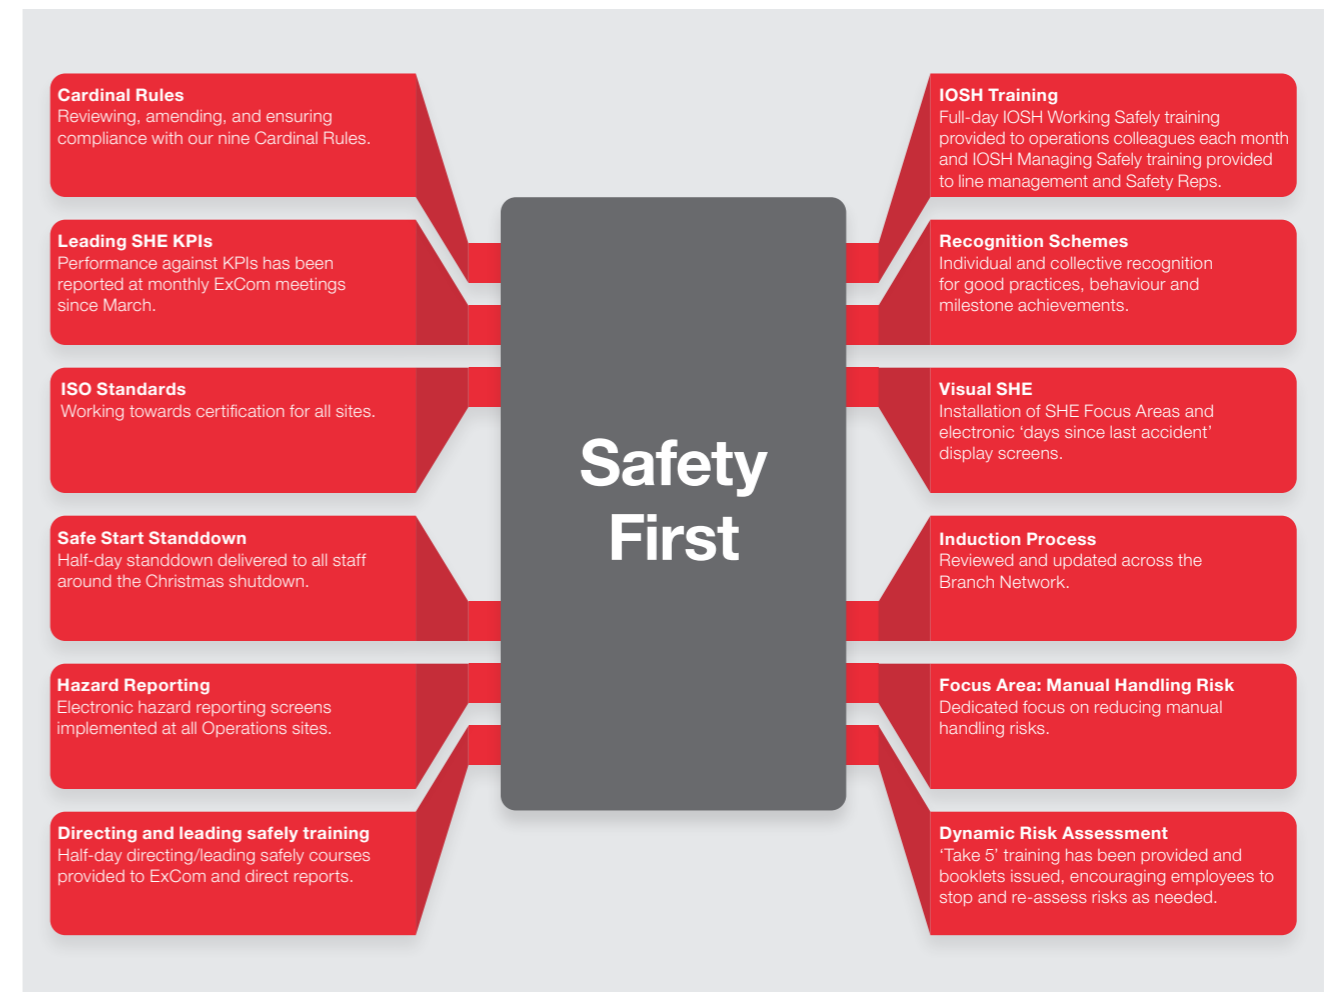 Cardinal Rules
Reviewing, amending, and ensuring
compliance with our nine Cardinal Rules.
Leading SHE KPIs
Performance against KPIs has been
reported at monthly ExCom meetings
since March.
ISO Standards
Working towards certification for all sites.
Safe Start Standdown
Half-day standdown delivered to all staff
around the Christmas shutdown.
Hazard Reporting
Electronic hazard reporting screens
implemented at all Operations sites.
Directing and leading safely training
Half-day directing/leading safely courses
provided to ExCom and direct reports.
Safety
First
IOSH Training
Full-day IOSH Working Safely training
provided to operations colleagues each month
and IOSH Managing Safely training provided
to line management and Safety Reps.
Recognition Schemes
Individual and collective recognition
for good practices, behaviour and
milestone achievements.
Visual SHE
Installation of SHE Focus Areas and
electronic ‘days since last accident’
display screens.
Induction Process
Reviewed and updated across the
Branch Network.
Focus Area: Manual Handling Risk
Dedicated focus on reducing manual
handling risks.
Dynamic Risk Assessment
‘Take 5’ training has been provided and
booklets issued, encouraging employees to
stop and re-assess risks as needed.